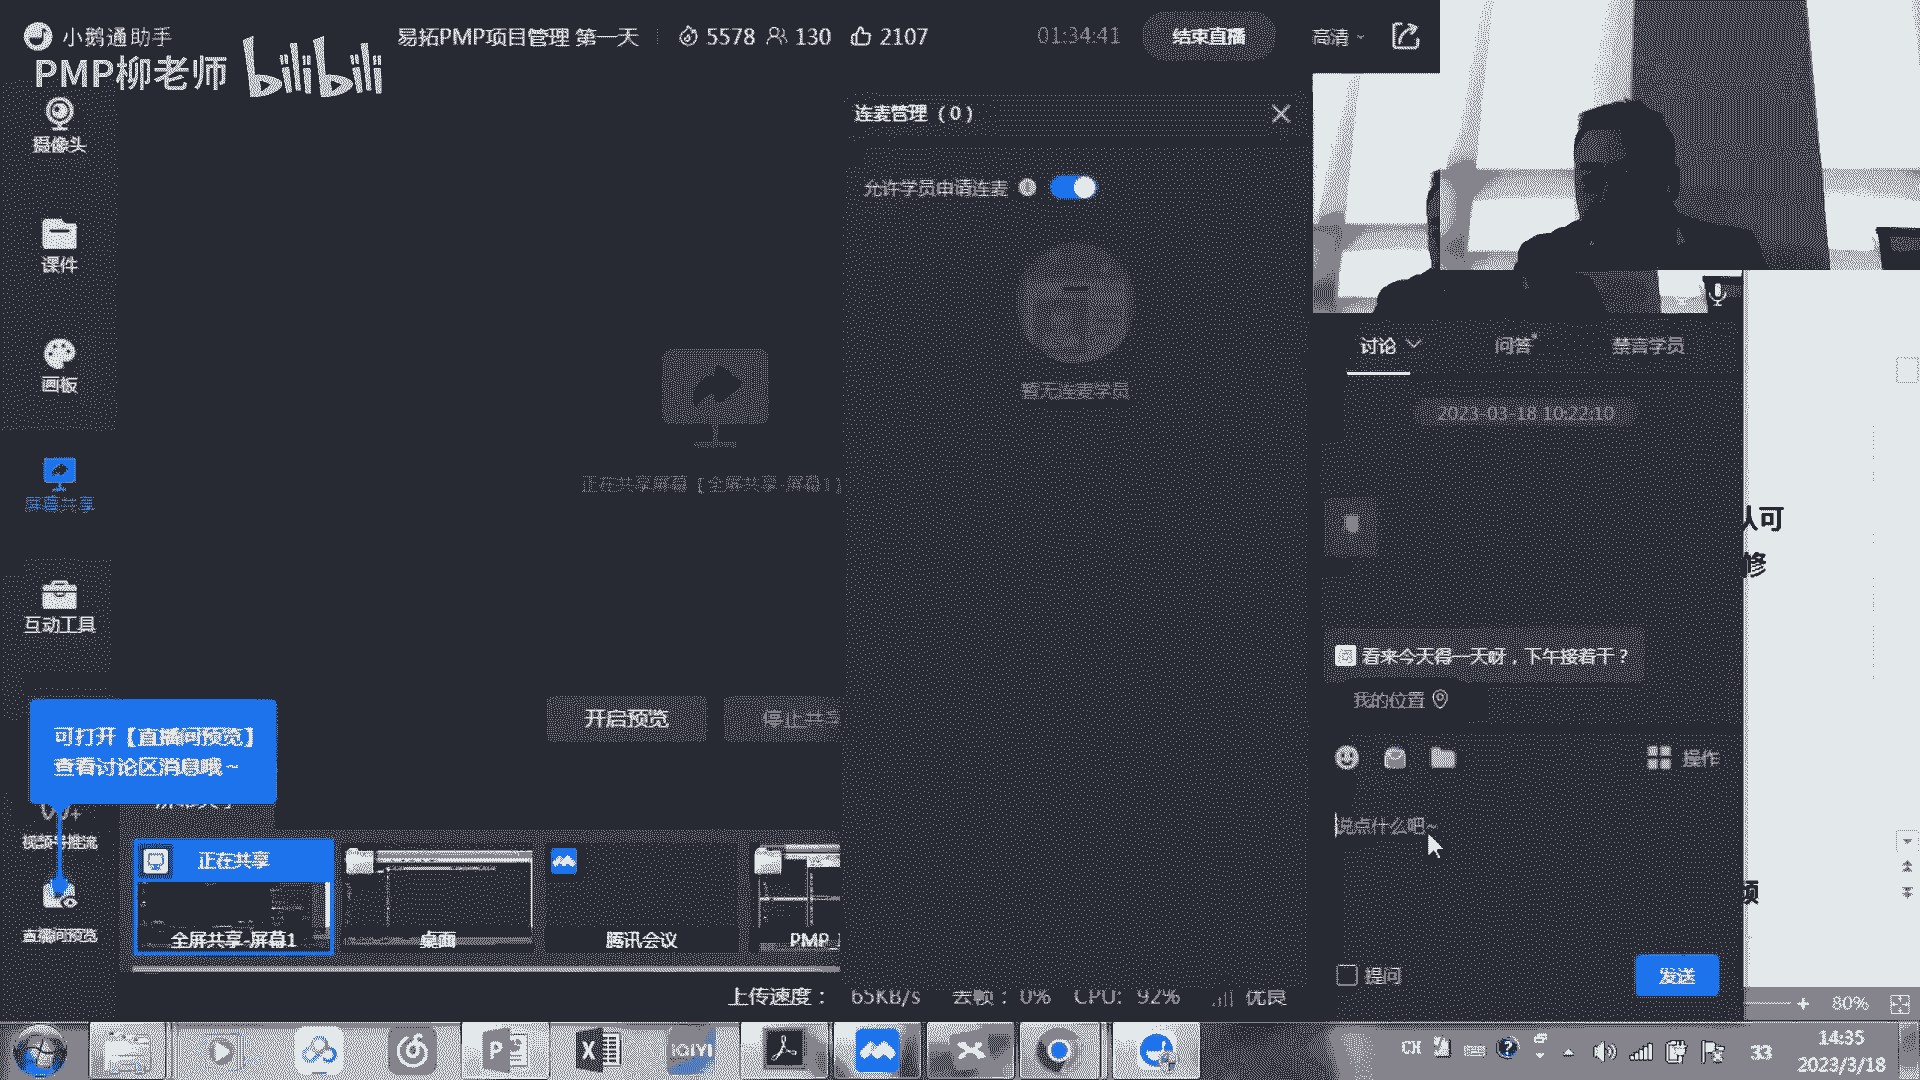 小鹅通助手
易拓PMP项目管理 第一天
5578
130
2107
01:34:41
结束直播
高清
PMP柳老师
bilibili
摄像头
课件
画板
屏幕共享
互动工具
连麦管理（0）
允许学员申请连麦
暂无连麦学员
正在共享屏幕【全屏共享-屏幕1】
开启预览
停止共享
可打开【直播间预览】
查看讨论区消息哦~
视频号推流
直播间预览
正在共享
全屏共享-屏幕1
桌面
腾讯会议
PMP_
上传速度： 65KB/s 丢帧：0% CPU: 92% 优良
讨论
问答
禁言学员
2023-03-18 10:22:10
看来今天得一天呀，下午接着干？
我的位置
操作
说点什么吧~
提问
发送
认可
修
80%
iQIYI
CH
33
14:35
2023/3/18